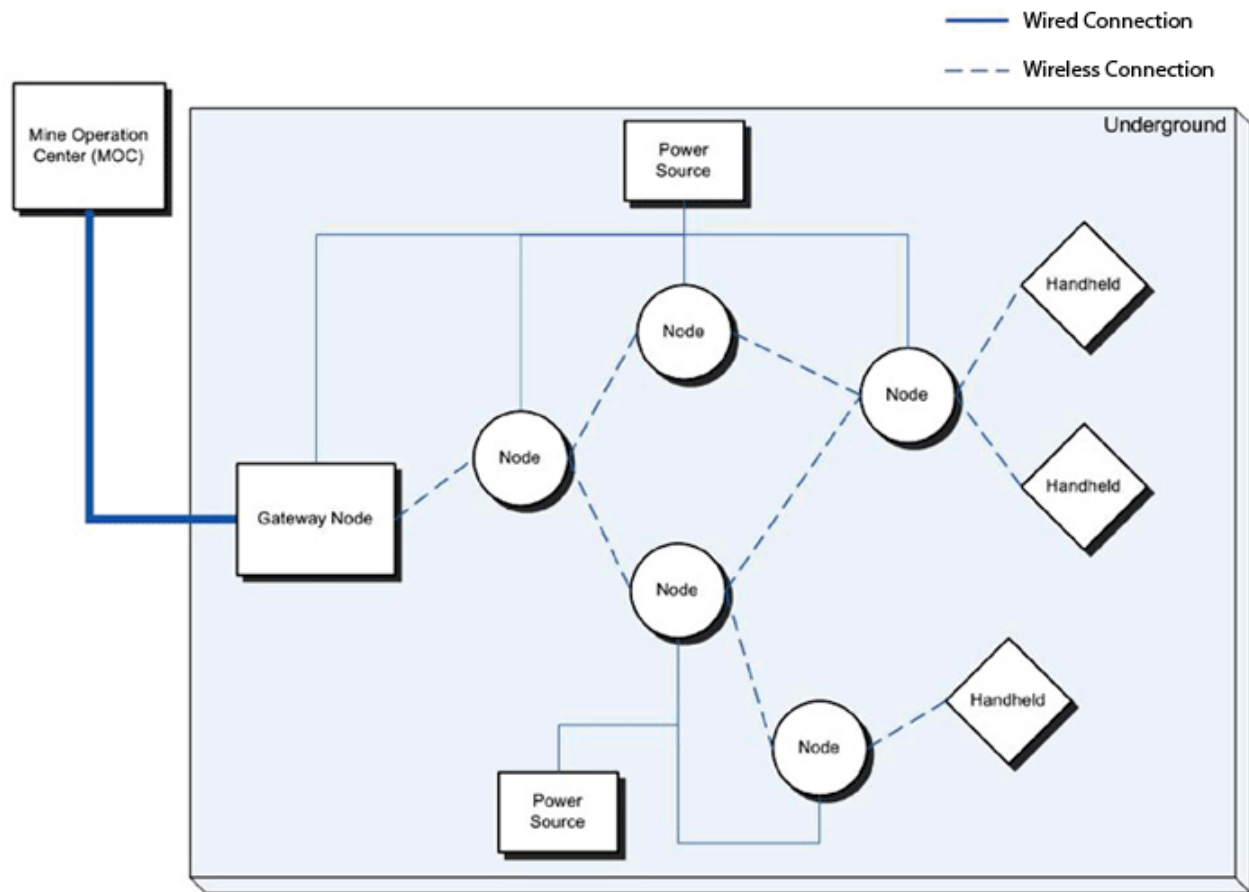 Wired Connection
Wireless Connection
Mine Operation
Center (MOC)
Underground
Power
Source
Handheld
Node
Node
Node
Handheld
Gateway Node
Node
Handheld
Node
Power
Source